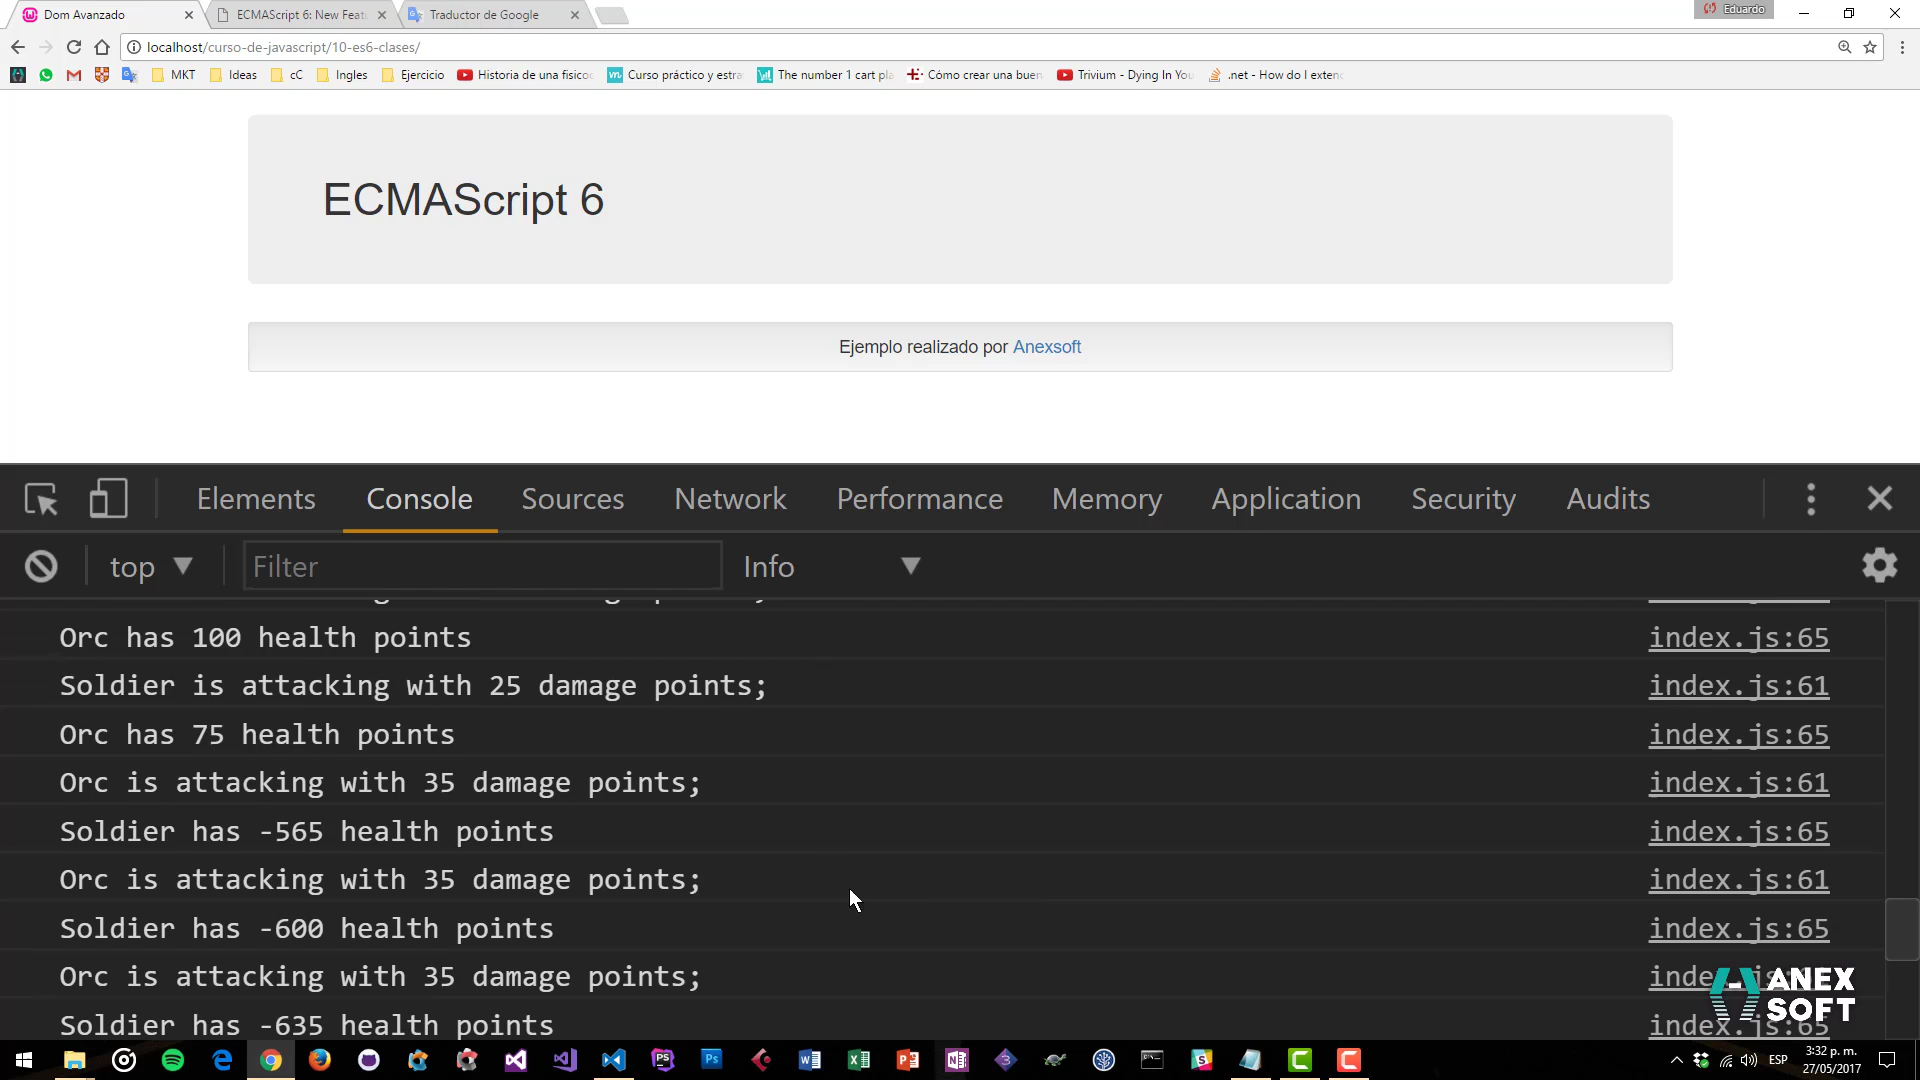 Dom Avanzado
ECMAScript 6: New Featu
Traductor de Google
Eduardo
localhost/curso-de-javascript/10-es6-clases/
MKT
Ideas
cC
Ingles
Ejercicio
Historia de una fisico
Curso práctico y estra
The number 1 cart pla
Cómo crear una buen
Trivium - Dying In You
.net - How do I extend
ECMAScript 6
Ejemplo realizado por Anexsoft
Elements Console Sources Network Performance Memory Application Security Audits
top Filter Info
Orc has 100 health points index.js:65
Soldier is attacking with 25 damage points; index.js:61
Orc has 75 health points index.js:65
Orc is attacking with 35 damage points; index.js:61
Soldier has -565 health points index.js:65
Orc is attacking with 35 damage points; index.js:61
Soldier has -600 health points index.js:65
Orc is attacking with 35 damage points;
Soldier has -635 health points
ANEX
SOFT
ESP
3:32 p. m.
27/05/2017